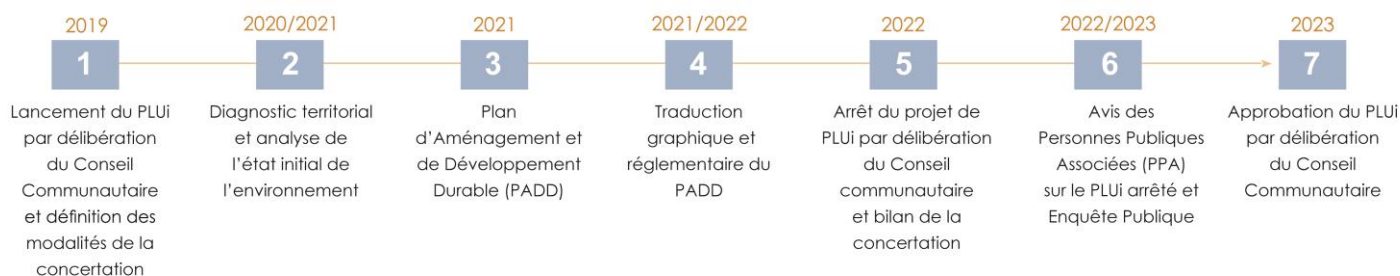 2019
1
Lancement du PLUi
par délibération
du Conseil
Communautaire
et définition des
modalités de la
concertation
2020/2021
2
Diagnostic territorial
et analyse de
l’état initial de
l’environnement
2021
3
Plan
d’Aménagement et
de Développement
Durable (PADD)
2021/2022
4
Traduction
graphique et
réglementaire du
PADD
2022
5
Arrêt du projet de
PLUi par délibération
du Conseil
communautaire
et bilan de la
concertation
2022/2023
6
Avis des
Personnes Publiques
Associées (PPA)
sur le PLUi arrêté et
Enquête Publique
2023
7
Approbation du PLUi
par délibération
du Conseil
Communautaire